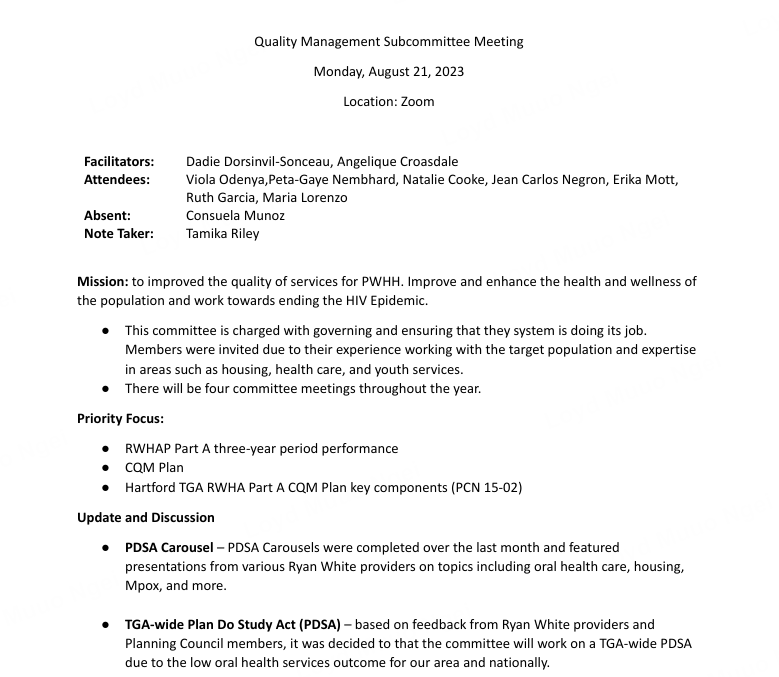 Quality Management Subcommittee Meeting
Monday, August 21, 2023
Location: Zoom
Facilitators: Dadie Dorsinvil-Sonceau, Angelique Croasdale
Attendees: Viola Odenya,Peta-Gaye Nembhard, Natalie Cooke, Jean Carlos Negron, Erika Mott,
Ruth Garcia, Maria Lorenzo
Absent: Consuela Munoz
Note Taker: Tamika Riley
Mission: to improved the quality of services for PWHH. Improve and enhance the health and wellness of
the population and work towards ending the HIV Epidemic.
● This committee is charged with governing and ensuring that they system is doing its job.
Members were invited due to their experience working with the target population and expertise
in areas such as housing, health care, and youth services.
● There will be four committee meetings throughout the year.
Priority Focus:
● RWHAP Part A three-year period performance
● CQM Plan
● Hartford TGA RWHA Part A CQM Plan key components (PCN 15-02)
Update and Discussion
● PDSA Carousel – PDSA Carousels were completed over the last month and featured
presentations from various Ryan White providers on topics including oral health care, housing,
Mpox, and more.
● TGA-wide Plan Do Study Act (PDSA) – based on feedback from Ryan White providers and
Planning Council members, it was decided to that the committee will work on a TGA-wide PDSA
due to the low oral health services outcome for our area and nationally.